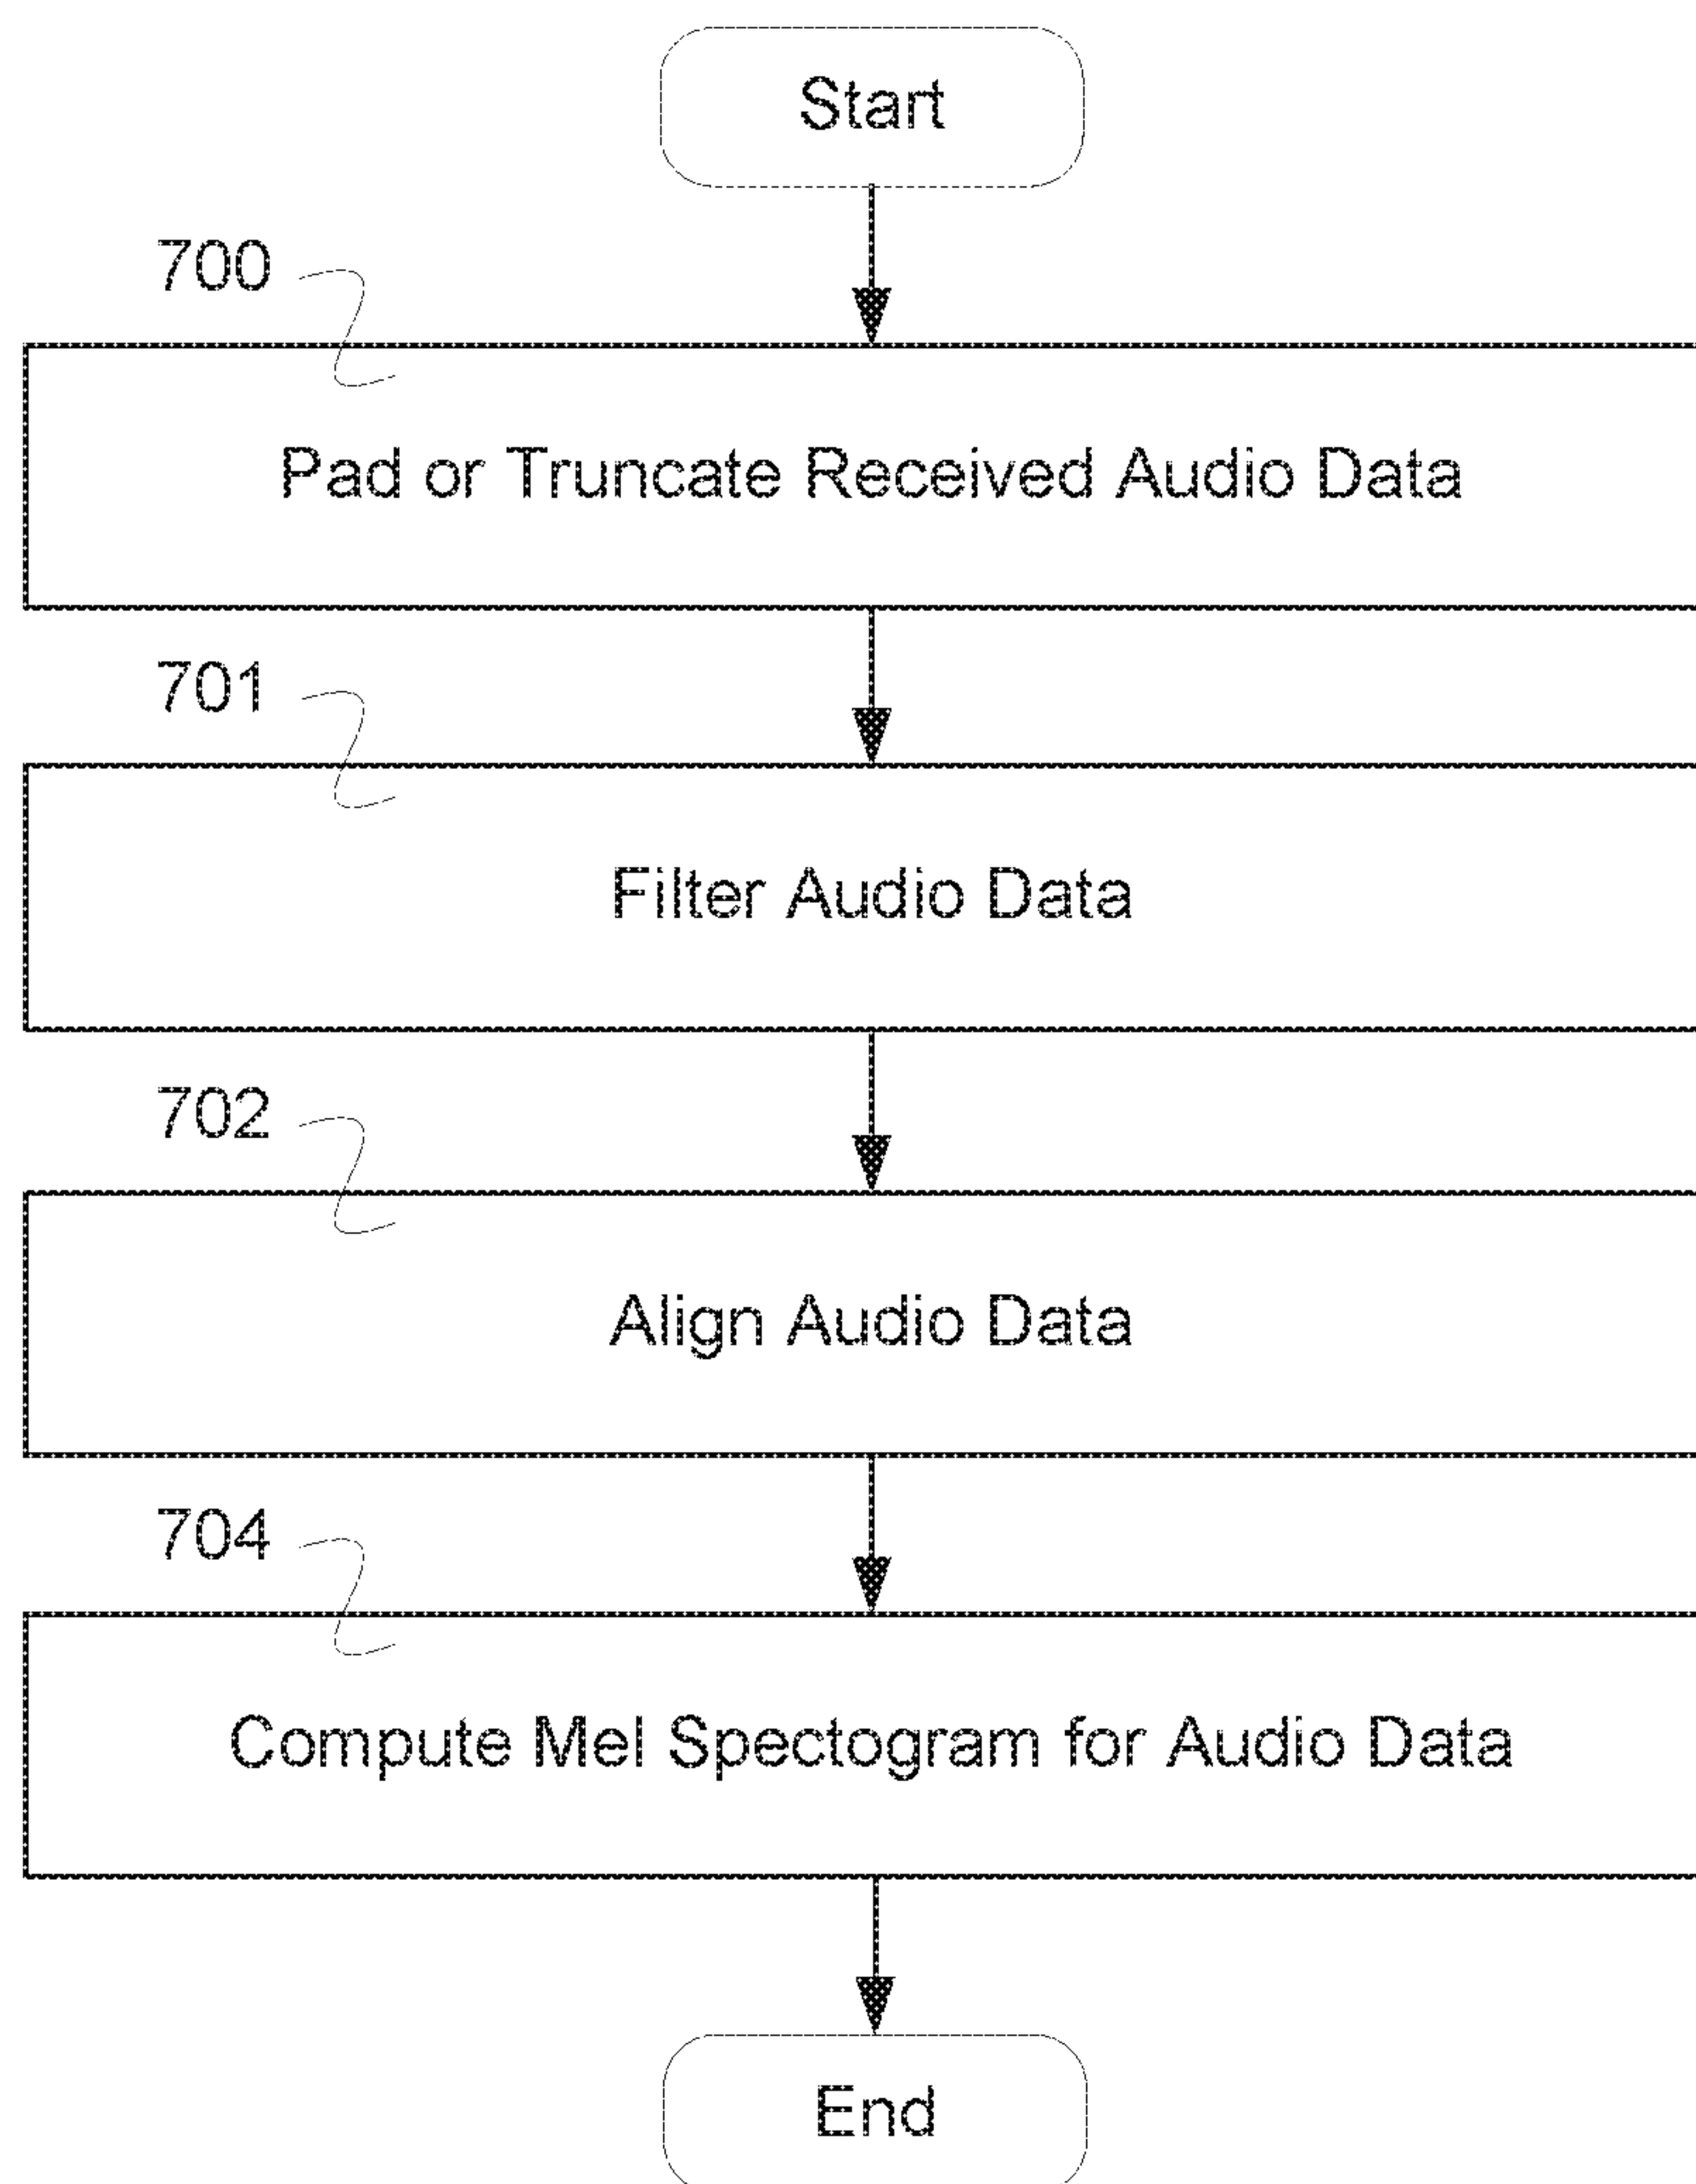 Start
700
Pad or Truncate Received Audio Data
701
Filter Audio Data
702
Align Audio Data
704
Compute Mel Spectogram for Audio Data
End